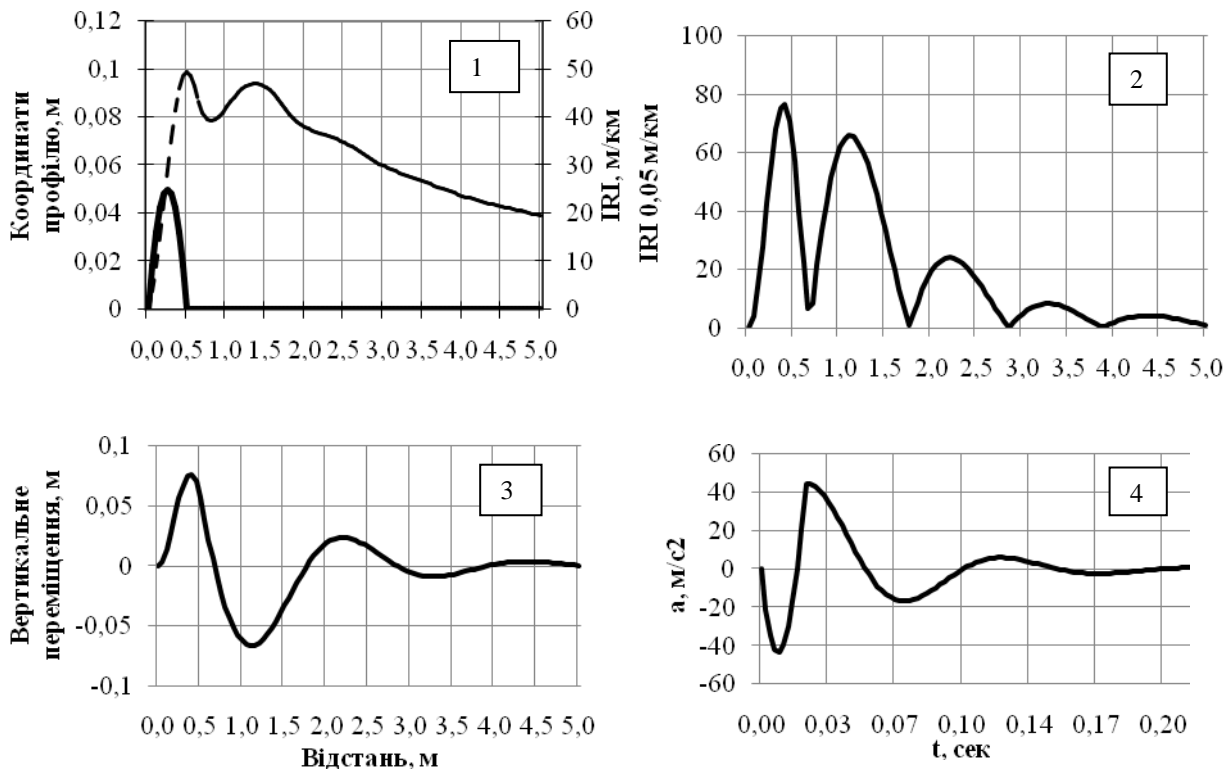 Координати
профілю, м
0,12
0,1
0,08
0,06
0,04
0,02
0
60
50
40
30
20
10
0
IRI, м/км
1
0,0 0,5 1,0 1,5 2,0 2,5 3,0 3,5 4,0 4,5 5,0
IRI 0,05 м/км
100
80
60
40
20
0
2
0,0 0,5 1,0 1,5 2,0 2,5 3,0 3,5 4,0 4,5 5,0
Вертикальне
переміщення, м
0,1
0,05
0
-0,05
-0,1
3
0,0 0,5 1,0 1,5 2,0 2,5 3,0 3,5 4,0 4,5 5,0
Відстань, м
а, м/с2
60
40
20
0
-20
-40
-60
4
0,00 0,03 0,07 0,10 0,14 0,17 0,20
t, сек